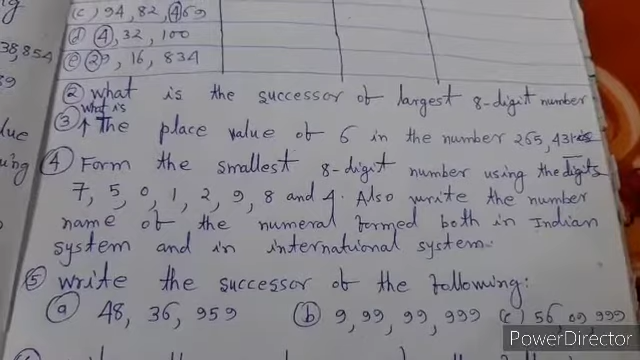 (c) 94, 82, 469
(d) 4, 32, 100
(e) 29, 16, 834
38,854
② what is the successor of largest 8-digit number
③ what is ↑ The place value of 6 in the number 265,431
④ Form the smallest 8-digit number using the digits
7, 5, 0, 1, 2, 9, 8 and 4. Also write the number
name of the numeral formed both in Indian
system and in international system.
⑤ write the successor of the following:
(a) 48, 36, 959 (b) 9, 99, 99, 999 (c) 56, 09, 999
PowerDirector